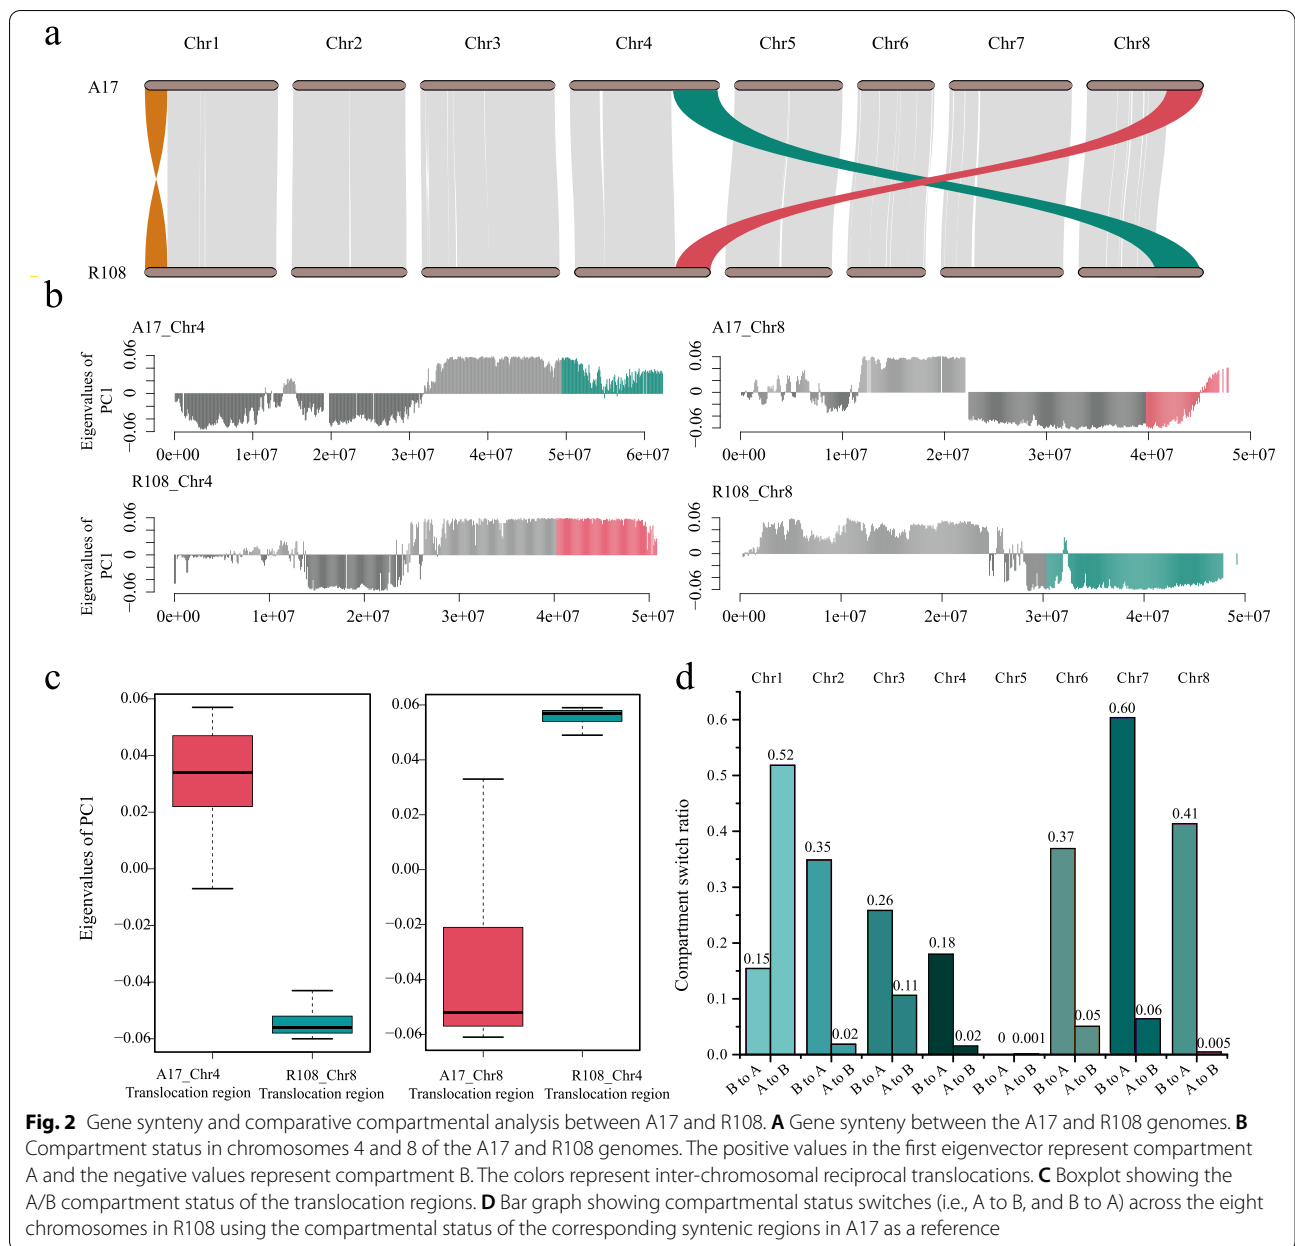 a
Chr1 Chr2 Chr3 Chr4 Chr5 Chr6 Chr7 Chr8
A17
R108
b
A17_Chr4
Eigenvalues of
PC1
0.06
0
−0.06
0e+00 1e+07 2e+07 3e+07 4e+07 5e+07 6e+07
A17_Chr8
0.06
0
−0.06
0e+00 1e+07 2e+07 3e+07 4e+07 5e+07
R108_Chr4
Eigenvalues of
PC1
0.06
0
−0.06
0e+00 1e+07 2e+07 3e+07 4e+07 5e+07
R108_Chr8
0.06
0
−0.06
0e+00 1e+07 2e+07 3e+07 4e+07 5e+07
c
Eigenvalues of PC1
0.06
0.04
0.02
0.00
−0.02
−0.04
−0.06
A17_Chr4 R108_Chr8
Translocation region Translocation region
0.06
0.04
0.02
0.00
−0.02
−0.04
−0.06
A17_Chr8 R108_Chr4
Translocation region Translocation region
d
Chr1 Chr2 Chr3 Chr4 Chr5 Chr6 Chr7 Chr8
Compartment switch ratio
0.6
0.5
0.4
0.3
0.2
0.1
0.0
0.15 0.52 0.35 0.02 0.26 0.11 0.18 0.02 0 0.001 0.37 0.05 0.60 0.06 0.41 0.005
B to A A to B B to A A to B B to A A to B B to A A to B B to A A to B B to A A to B B to A A to B B to A A to B
Fig. 2 Gene synteny and comparative compartmental analysis between A17 and R108. A Gene synteny between the A17 and R108 genomes. B
Compartment status in chromosomes 4 and 8 of the A17 and R108 genomes. The positive values in the first eigenvector represent compartment
A and the negative values represent compartment B. The colors represent inter-chromosomal reciprocal translocations. C Boxplot showing the
A/B compartment status of the translocation regions. D Bar graph showing compartmental status switches (i.e., A to B, and B to A) across the eight
chromosomes in R108 using the compartmental status of the corresponding syntenic regions in A17 as a reference